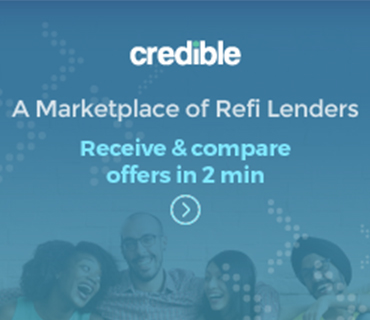 credible
A Marketplace of Refi Lenders
Receive & compare
offers in 2 min